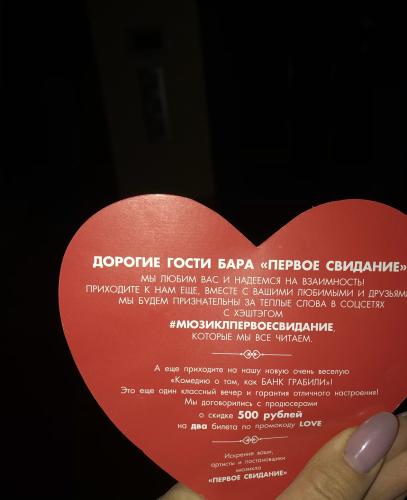 ДОРОГИЕ ГОСТИ БАРА «ПЕРВОЕ СВИДАНИЕ»
МЫ ЛЮБИМ ВАС И НАДЕЕМСЯ НА ВЗАИМНОСТЬ!
ПРИХОДИТЕ К НАМ ЕЩЕ, ВМЕСТЕ С ВАШИМИ ЛЮБИМЫМИ И ДРУЗЬЯМИ
МЫ БУДЕМ ПРИЗНАТЕЛЬНЫ ЗА ТЕПЛЫЕ СЛОВА В СОЦСЕТЯХ
С ХЭШТЭГОМ
#МЮЗИКЛПЕРВОЕСВИДАНИЕ,
КОТОРЫЕ МЫ ВСЕ ЧИТАЕМ.
А еще приходите на нашу новую очень веселую
«Комедию о том, как БАНК ГРАБИЛИ»!
Это еще один классный вечер и гарантия отличного настроения!
Мы договорились с продюсерами
о скидке 500 рублей
на два билета по промокоду LOVE
Искренне ваши,
артисты и постановщики
мюзикла
«ПЕРВОЕ СВИДАНИЕ»